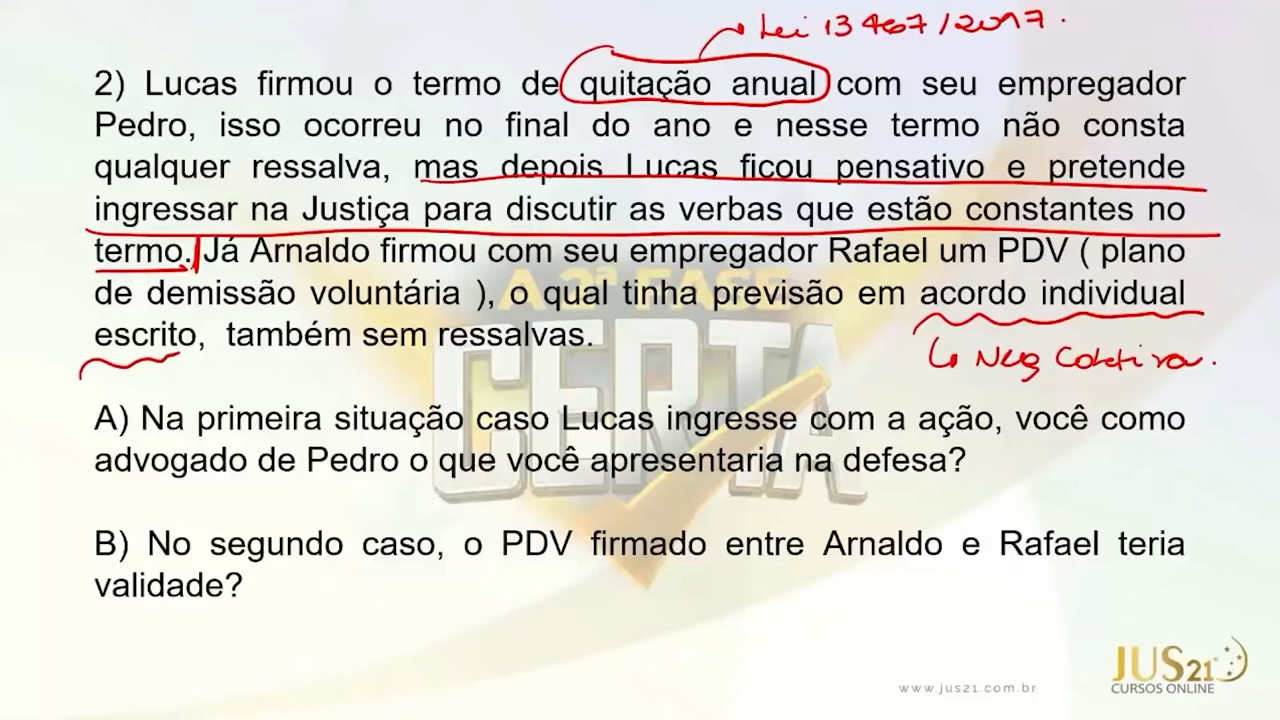 Lei 13467/2017.
2) Lucas firmou o termo de quitação anual com seu empregador
Pedro, isso ocorreu no final do ano e nesse termo não consta
qualquer ressalva, mas depois Lucas ficou pensativo e pretende
ingressar na Justiça para discutir as verbas que estão constantes no
termo. Já Arnaldo firmou com seu empregador Rafael um PDV ( plano
de demissão voluntária ), o qual tinha previsão em acordo individual
escrito, também sem ressalvas.
Neg Coletiva.
A 2ª FASE
CERTA
A) Na primeira situação caso Lucas ingresse com a ação, você como
advogado de Pedro o que você apresentaria na defesa?
B) No segundo caso, o PDV firmado entre Arnaldo e Rafael teria
validade?
JUS21
CURSOS ONLINE
www.jus21.com.br